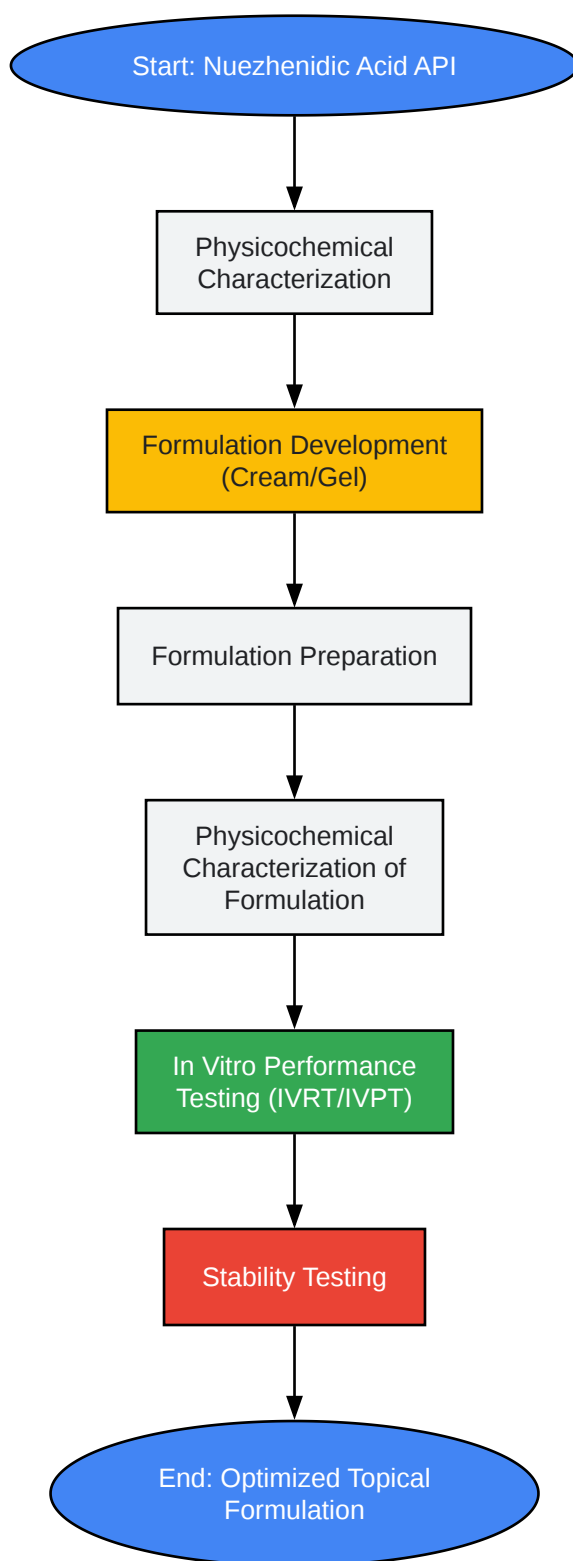 Start: Nuezhenidic Acid API
Physicochemical
Characterization
Formulation Development
(Cream/Gel)
Formulation Preparation
Physicochemical
Characterization of
Formulation
In Vitro Performance
Testing (IVRT/IVPT)
Stability Testing
End: Optimized Topical
Formulation